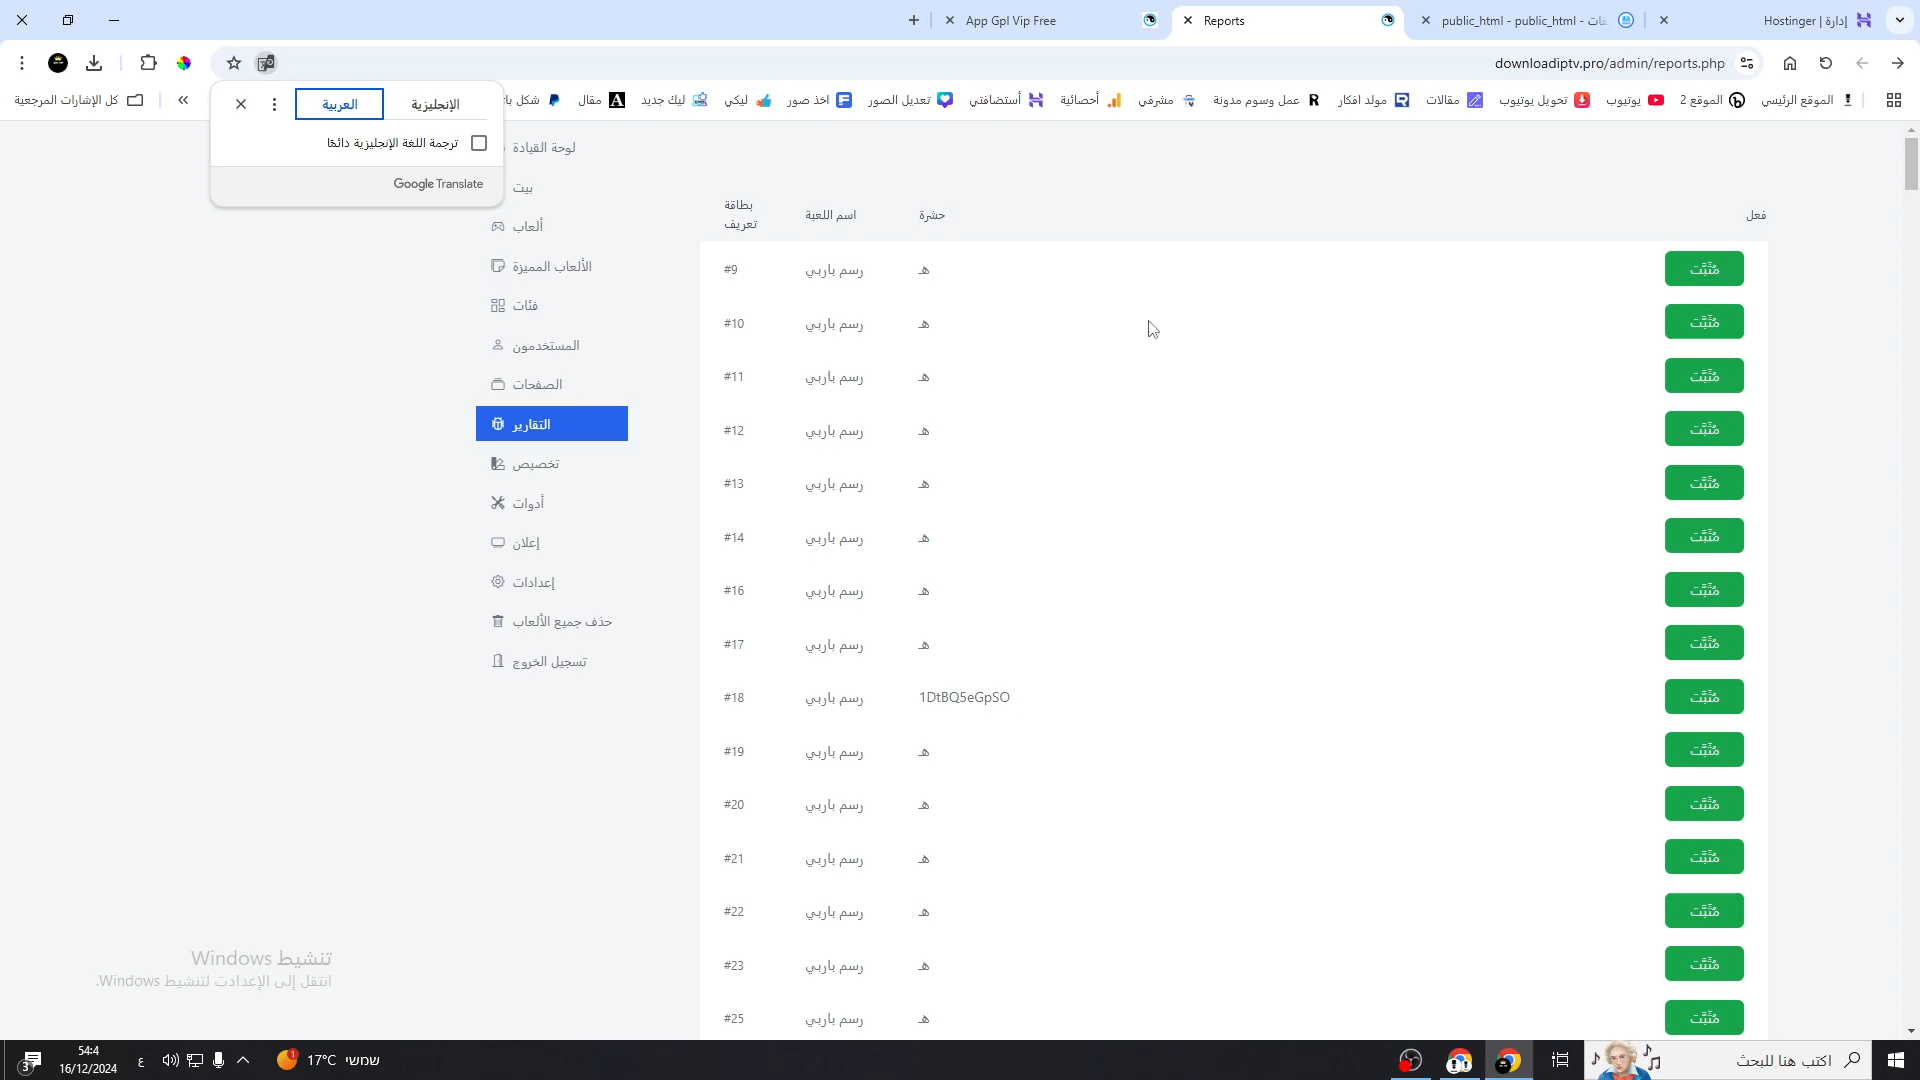 App Gpl Vip Free
Reports
public_html - public_html - فات
إدارة | Hostinger
downloadiptv.pro/admin/reports.php
الموقع الرئيسي
الموقع 2
يوتيوب
تحويل يوتيوب
مقالات
مولد افكار
عمل وسوم مدونة
مشرفي
أحصائية
أستضافتي
تعديل الصور
اخذ صور
ليكي
ليك جديد
مقال
شكل با
كل الإشارات المرجعية
الإنجليزية
العربية
ترجمة اللغة الإنجليزية دائمًا
Google Translate
لوحة القيادة
بيت
ألعاب
الألعاب المميزة
فئات
المستخدمون
الصفحات
التقارير
تخصيص
أدوات
إعلان
إعدادات
حذف جميع الألعاب
تسجيل الخروج
بطاقة
تعريف
اسم اللعبة
حشرة
فعل
#9 رسم باربي هـ مُثَبَّت
#10 رسم باربي هـ مُثَبَّت
#11 رسم باربي هـ مُثَبَّت
#12 رسم باربي هـ مُثَبَّت
#13 رسم باربي هـ مُثَبَّت
#14 رسم باربي هـ مُثَبَّت
#16 رسم باربي هـ مُثَبَّت
#17 رسم باربي هـ مُثَبَّت
#18 رسم باربي 1DtBQ5eGpSO مُثَبَّت
#19 رسم باربي هـ مُثَبَّت
#20 رسم باربي هـ مُثَبَّت
#21 رسم باربي هـ مُثَبَّت
#22 رسم باربي هـ مُثَبَّت
#23 رسم باربي هـ مُثَبَّت
#25 رسم باربي هـ مُثَبَّت
تنشيط Windows
انتقل إلى الإعدادات لتنشيط Windows.
اكتب هنا للبحث
17°C שמשי
1
ع
54:4
16/12/2024
3